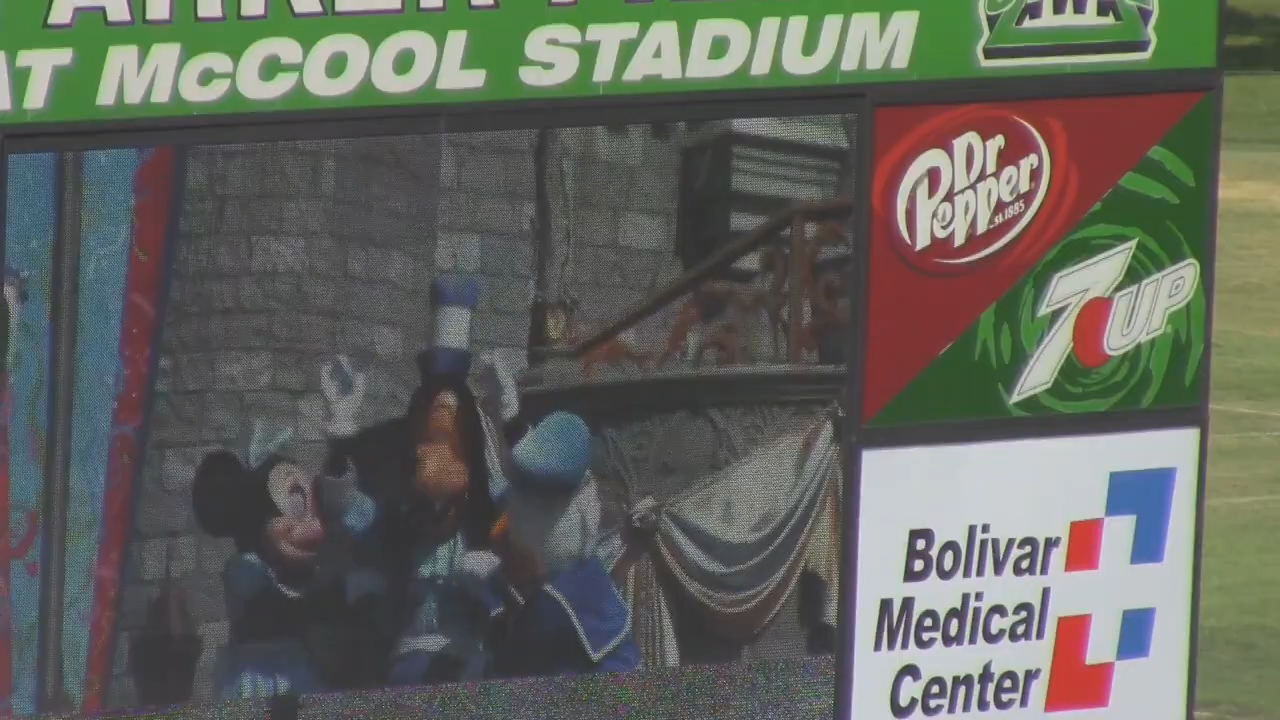 AT McCOOL STADIUM
Dr
Pepper
EST. 1885
7UP
Bolivar
Medical
Center